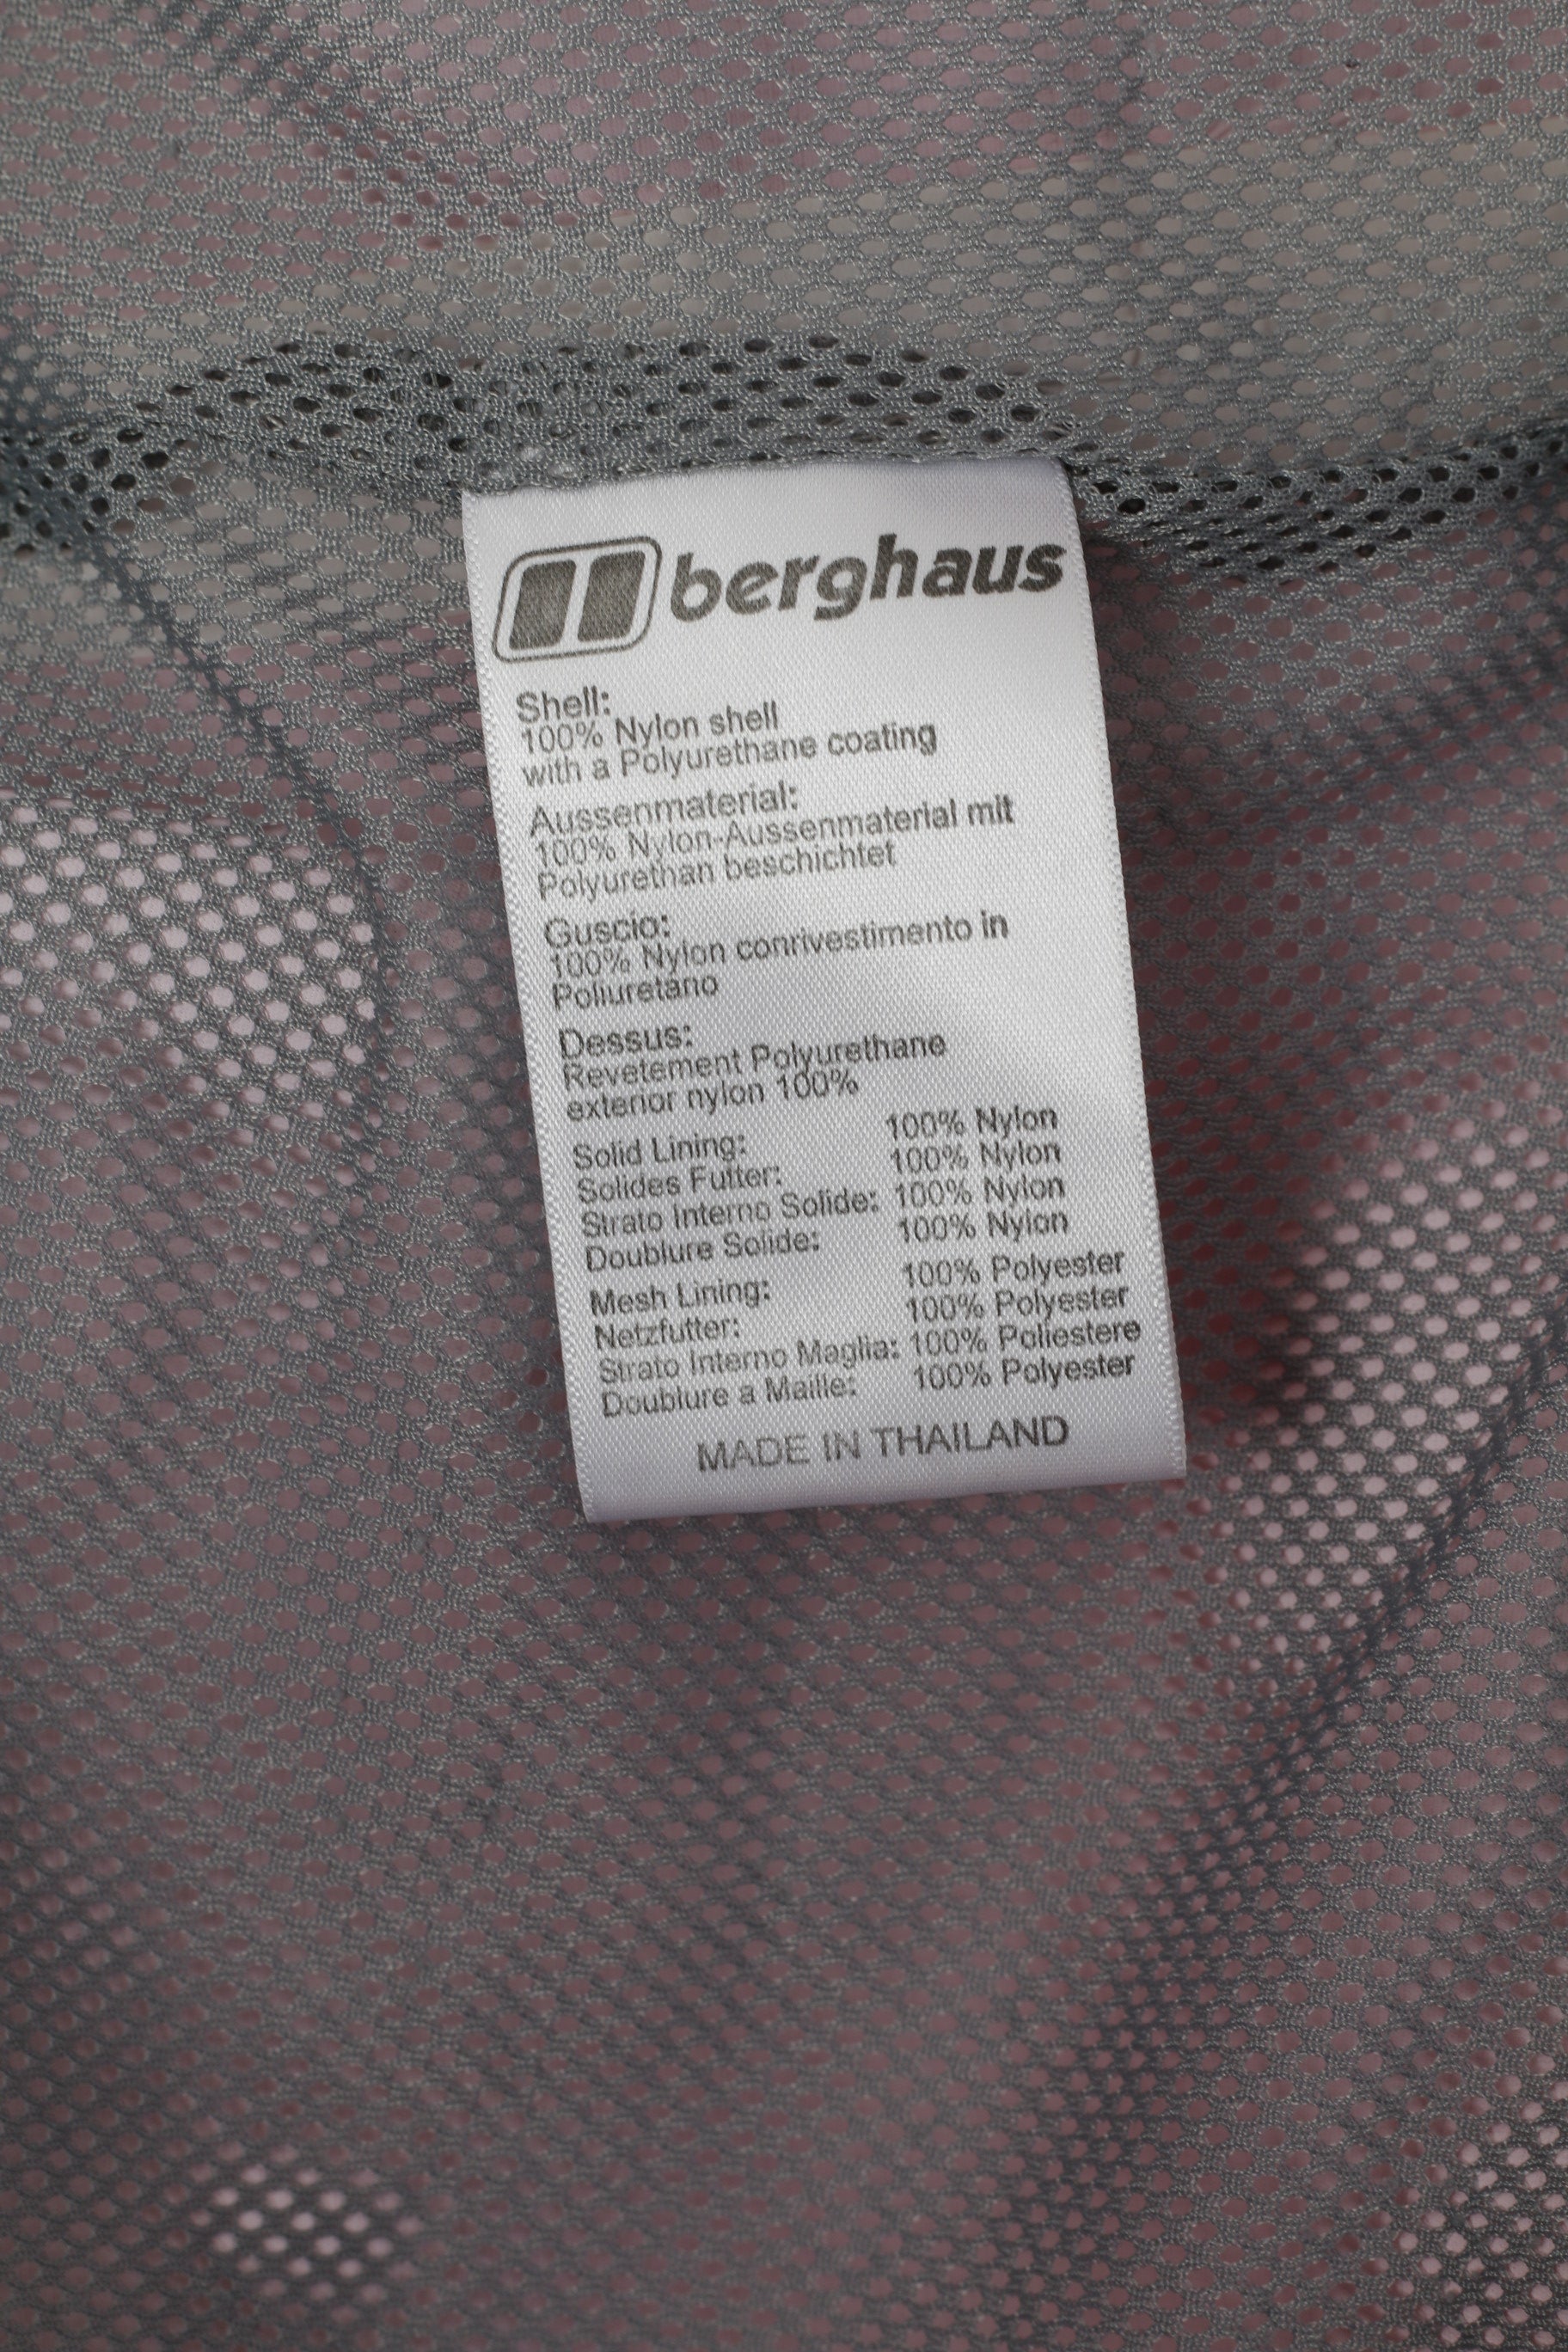 berghaus
Shell:
100% Nylon shell
with a Polyurethane coating
Aussenmaterial:
100% Nylon-Aussenmaterial mit
Polyurethan beschichtet
Guscio:
100% Nylon conrivestimento in
Poliuretano
Dessus:
Revetement Polyurethane
exterior nylon 100%
Solid Lining: 100% Nylon
Solides Futter: 100% Nylon
Strato Interno Solide: 100% Nylon
Doublure Solide: 100% Nylon
Mesh Lining: 100% Polyester
Netzfutter: 100% Polyester
Strato Interno Maglia: 100% Poliestere
Doublure a Maille: 100% Polyester
MADE IN THAILAND